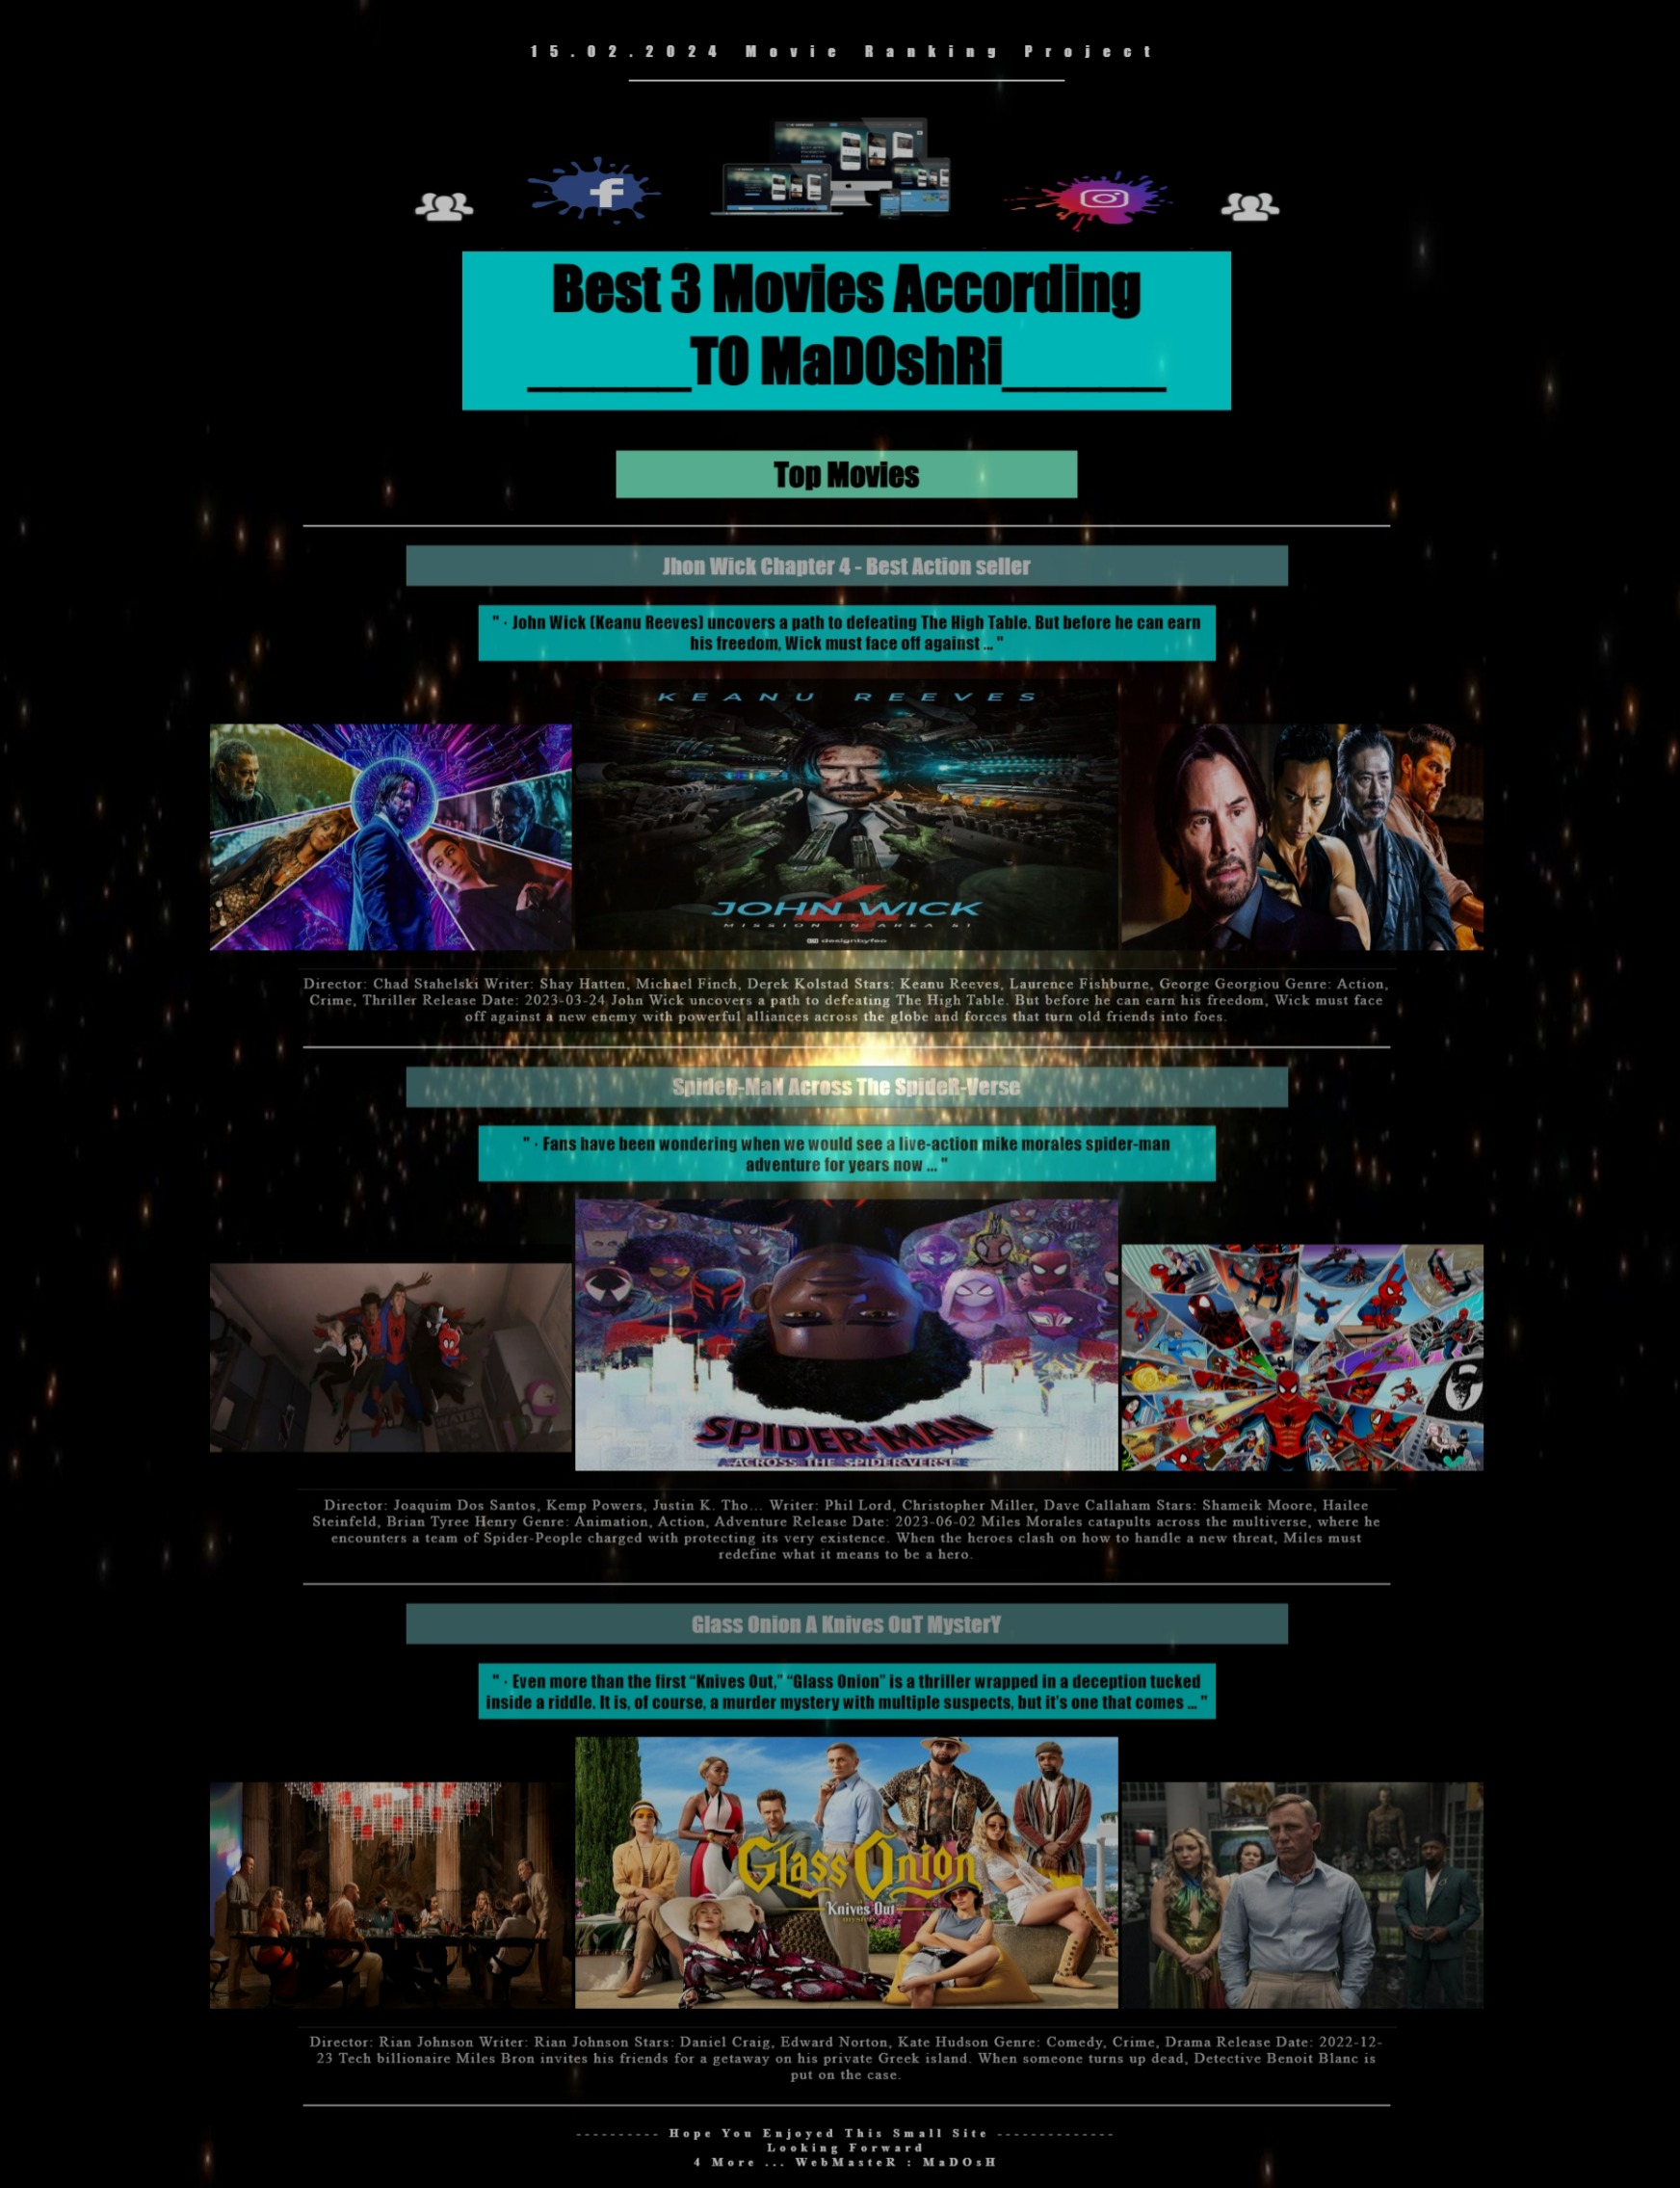 15.02.2024 Movie Ranking Project
Best 3 Movies According
______TO MaDOshRi______
Top Movies
Jhon Wick Chapter 4 - Best Action seller
" · John Wick (Keanu Reeves) uncovers a path to defeating The High Table. But before he can earn
his freedom, Wick must face off against ... "
KEANU REEVES
JOHN WICK
4
MISSION IN AREA 51
designbyfeo
Director: Chad Stahelski Writer: Shay Hatten, Michael Finch, Derek Kolstad Stars: Keanu Reeves, Laurence Fishburne, George Georgiou Genre: Action,
Crime, Thriller Release Date: 2023-03-24 John Wick uncovers a path to defeating The High Table. But before he can earn his freedom, Wick must face
off against a new enemy with powerful alliances across the globe and forces that turn old friends into foes.
SpideR-MaN Across The SpideR-Verse
" · Fans have been wondering when we would see a live-action mike morales spider-man
adventure for years now ... "
WATER
SPIDER-MAN
ACROSS THE SPIDER-VERSE
Director: Joaquim Dos Santos, Kemp Powers, Justin K. Tho... Writer: Phil Lord, Christopher Miller, Dave Callaham Stars: Shameik Moore, Hailee
Steinfeld, Brian Tyree Henry Genre: Animation, Action, Adventure Release Date: 2023-06-02 Miles Morales catapults across the multiverse, where he
encounters a team of Spider-People charged with protecting its very existence. When the heroes clash on how to handle a new threat, Miles must
redefine what it means to be a hero.
Glass Onion A Knives OuT MysterY
" · Even more than the first “Knives Out,” “Glass Onion” is a thriller wrapped in a deception tucked
inside a riddle. It is, of course, a murder mystery with multiple suspects, but it’s one that comes ... "
Glass Onion
Knives Out
Director: Rian Johnson Writer: Rian Johnson Stars: Daniel Craig, Edward Norton, Kate Hudson Genre: Comedy, Crime, Drama Release Date: 2022-12-
23 Tech billionaire Miles Bron invites his friends for a getaway on his private Greek island. When someone turns up dead, Detective Benoit Blanc is
put on the case.
---------- Hope You Enjoyed This Small Site --------------
Looking Forward
4 More ... WebMasteR : MaDOsH